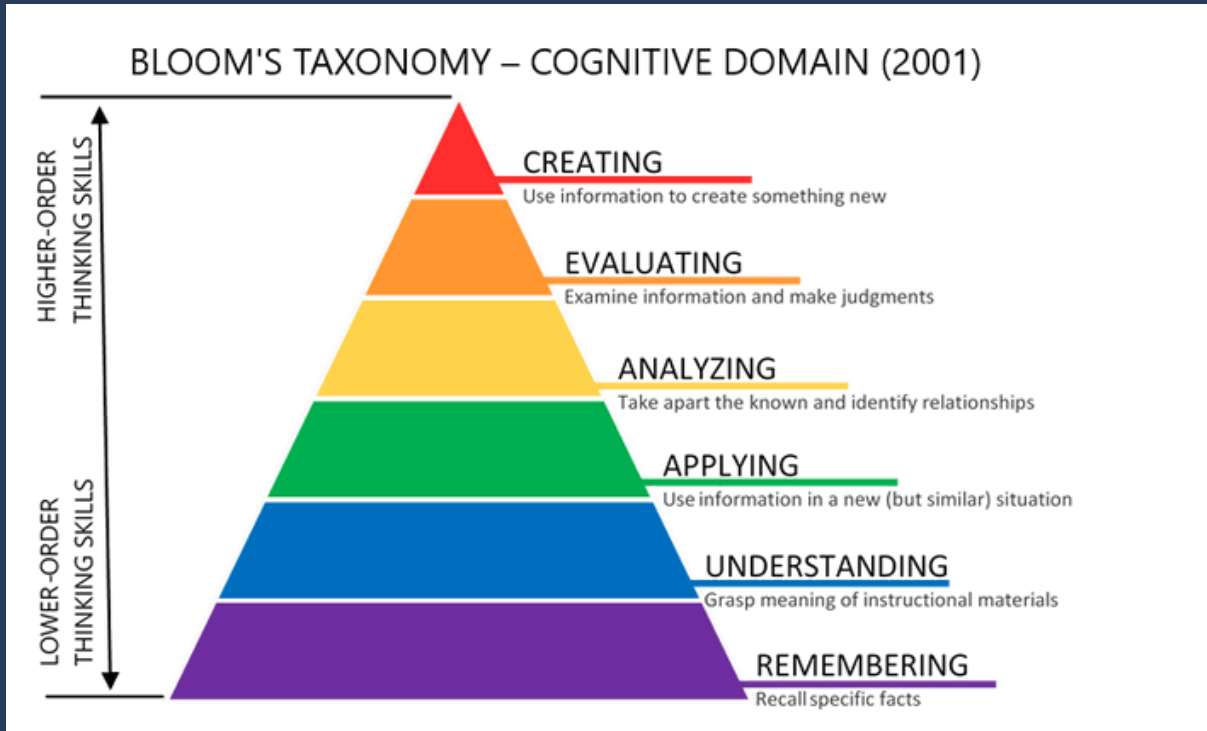 BLOOM'S TAXONOMY – COGNITIVE DOMAIN (2001)
HIGHER-ORDER
THINKING SKILLS
LOWER-ORDER
THINKING SKILLS
CREATING
Use information to create something new
EVALUATING
Examine information and make judgments
ANALYZING
Take apart the known and identify relationships
APPLYING
Use information in a new (but similar) situation
UNDERSTANDING
Grasp meaning of instructional materials
REMEMBERING
Recall specific facts